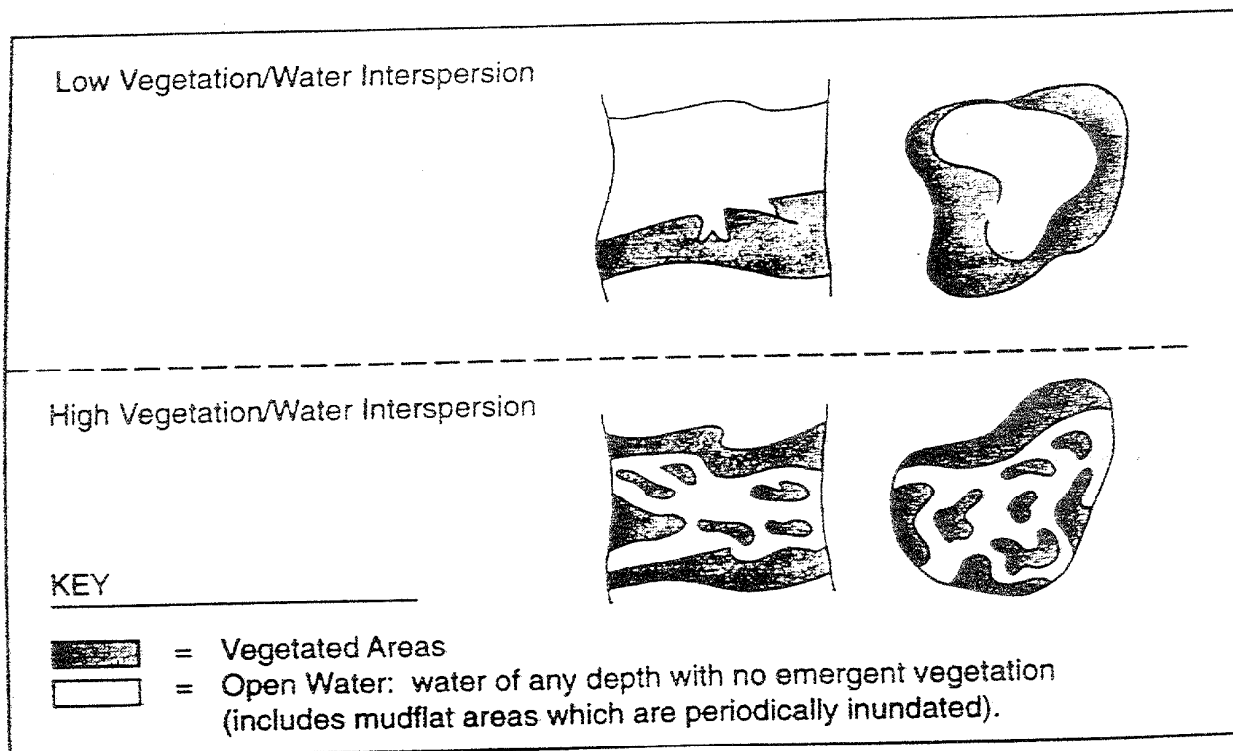 Low Vegetation/Water Interspersion
High Vegetation/Water Interspersion
KEY
= Vegetated Areas
= Open Water: water of any depth with no emergent vegetation
(includes mudflat areas which are periodically inundated).